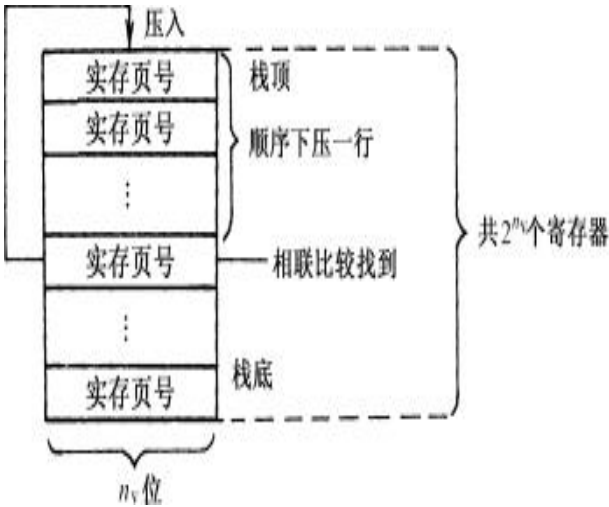 压入
实存页号
栈顶
实存页号
顺序下压一行
⋮
实存页号
相联比较找到
共2^{n_v}个寄存器
⋮
实存页号
栈底
n_v位